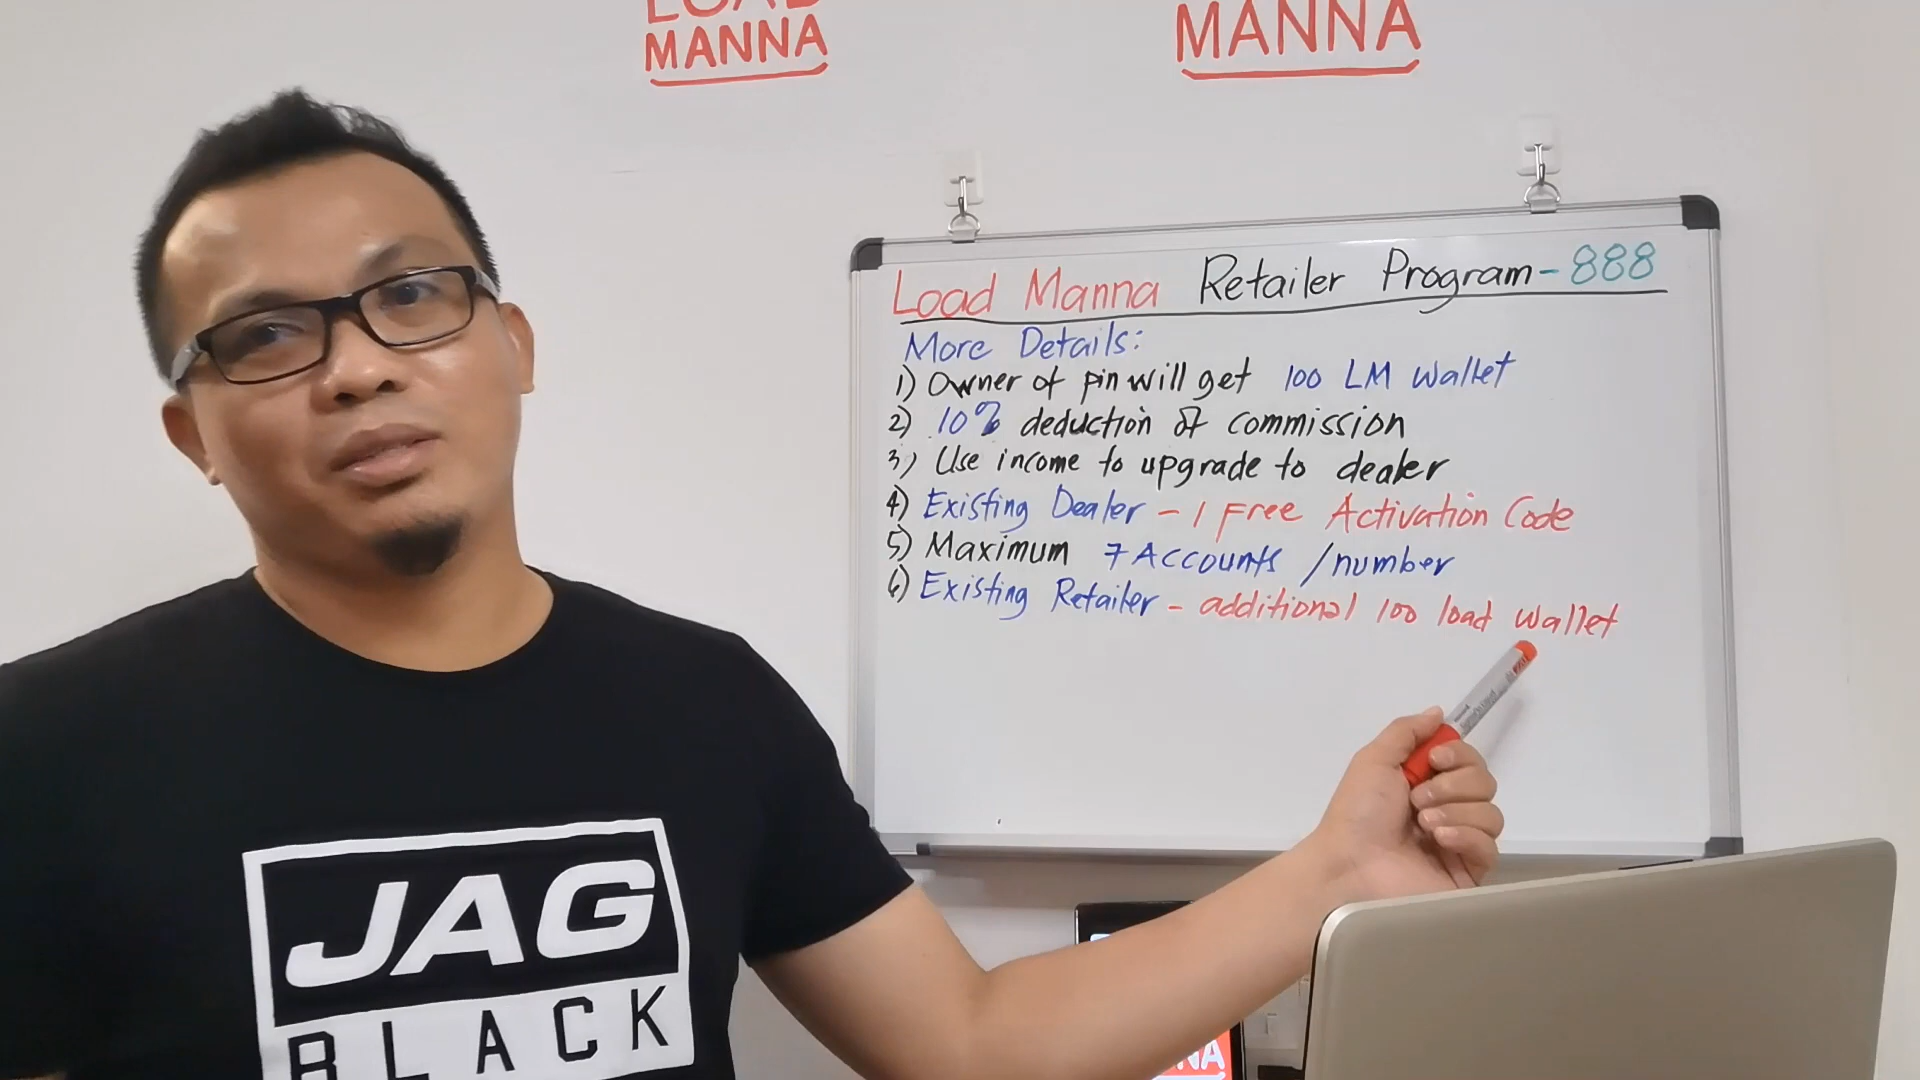 LOAD
MANNA
MANNA
Load Manna Retailer Program - 888
More Details:
1) Owner of pin will get 100 LM Wallet
2) 10% deduction of commission
3) Use income to upgrade to dealer
4) Existing Dealer - 1 Free Activation Code
5) Maximum 7 Accounts /number
6) Existing Retailer - additional 100 load wallet
JAG
BLACK
NA